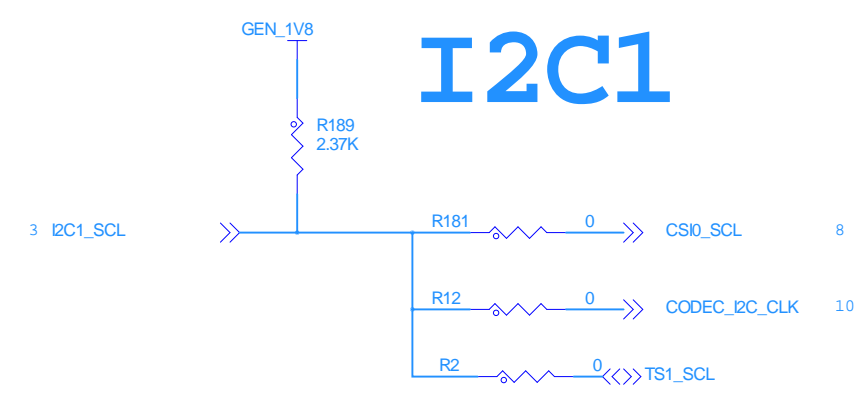 GEN_1V8
I2C1
R189
2.37K
3 I2C1_SCL
R181 0 CSI0_SCL 8
R12 0 CODEC_I2C_CLK 10
R2 0 TS1_SCL